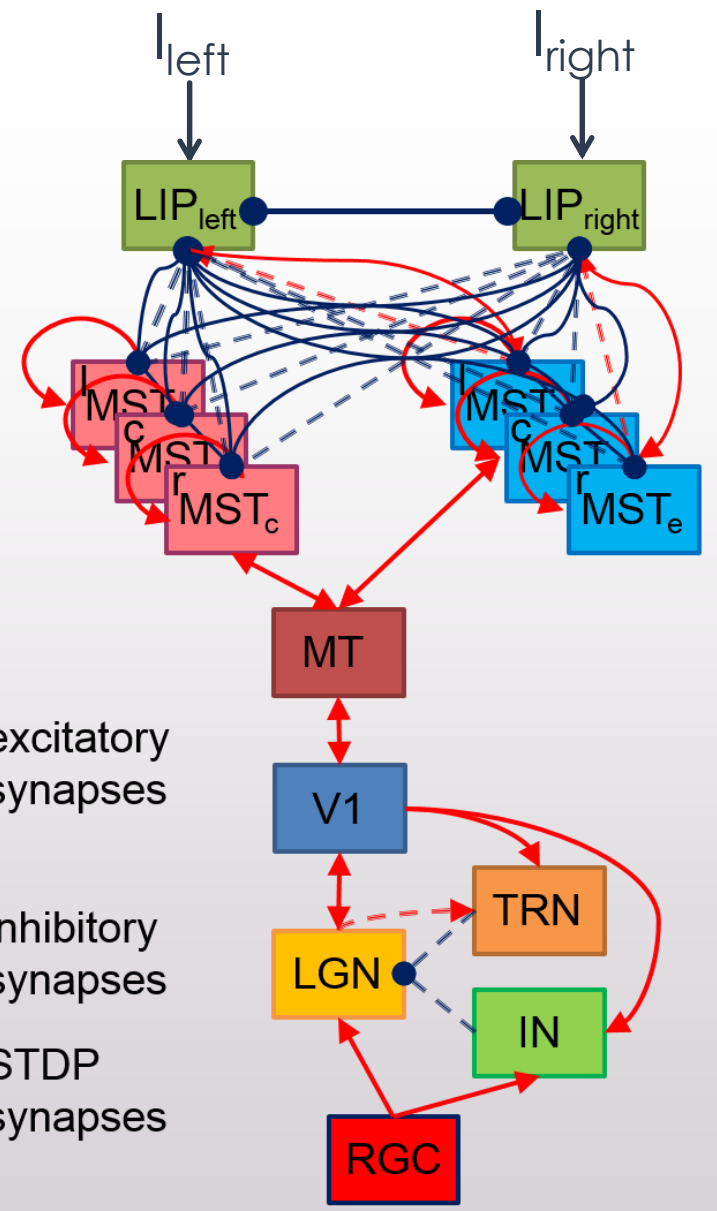 I left
I right
LIP left
LIP right
l
MST
c
MST
r
MST c
l
MST
c
MST
r
MST e
MT
excitatory
synapses
V1
TRN
nhibitory
synapses
LGN
IN
STDP
synapses
RGC